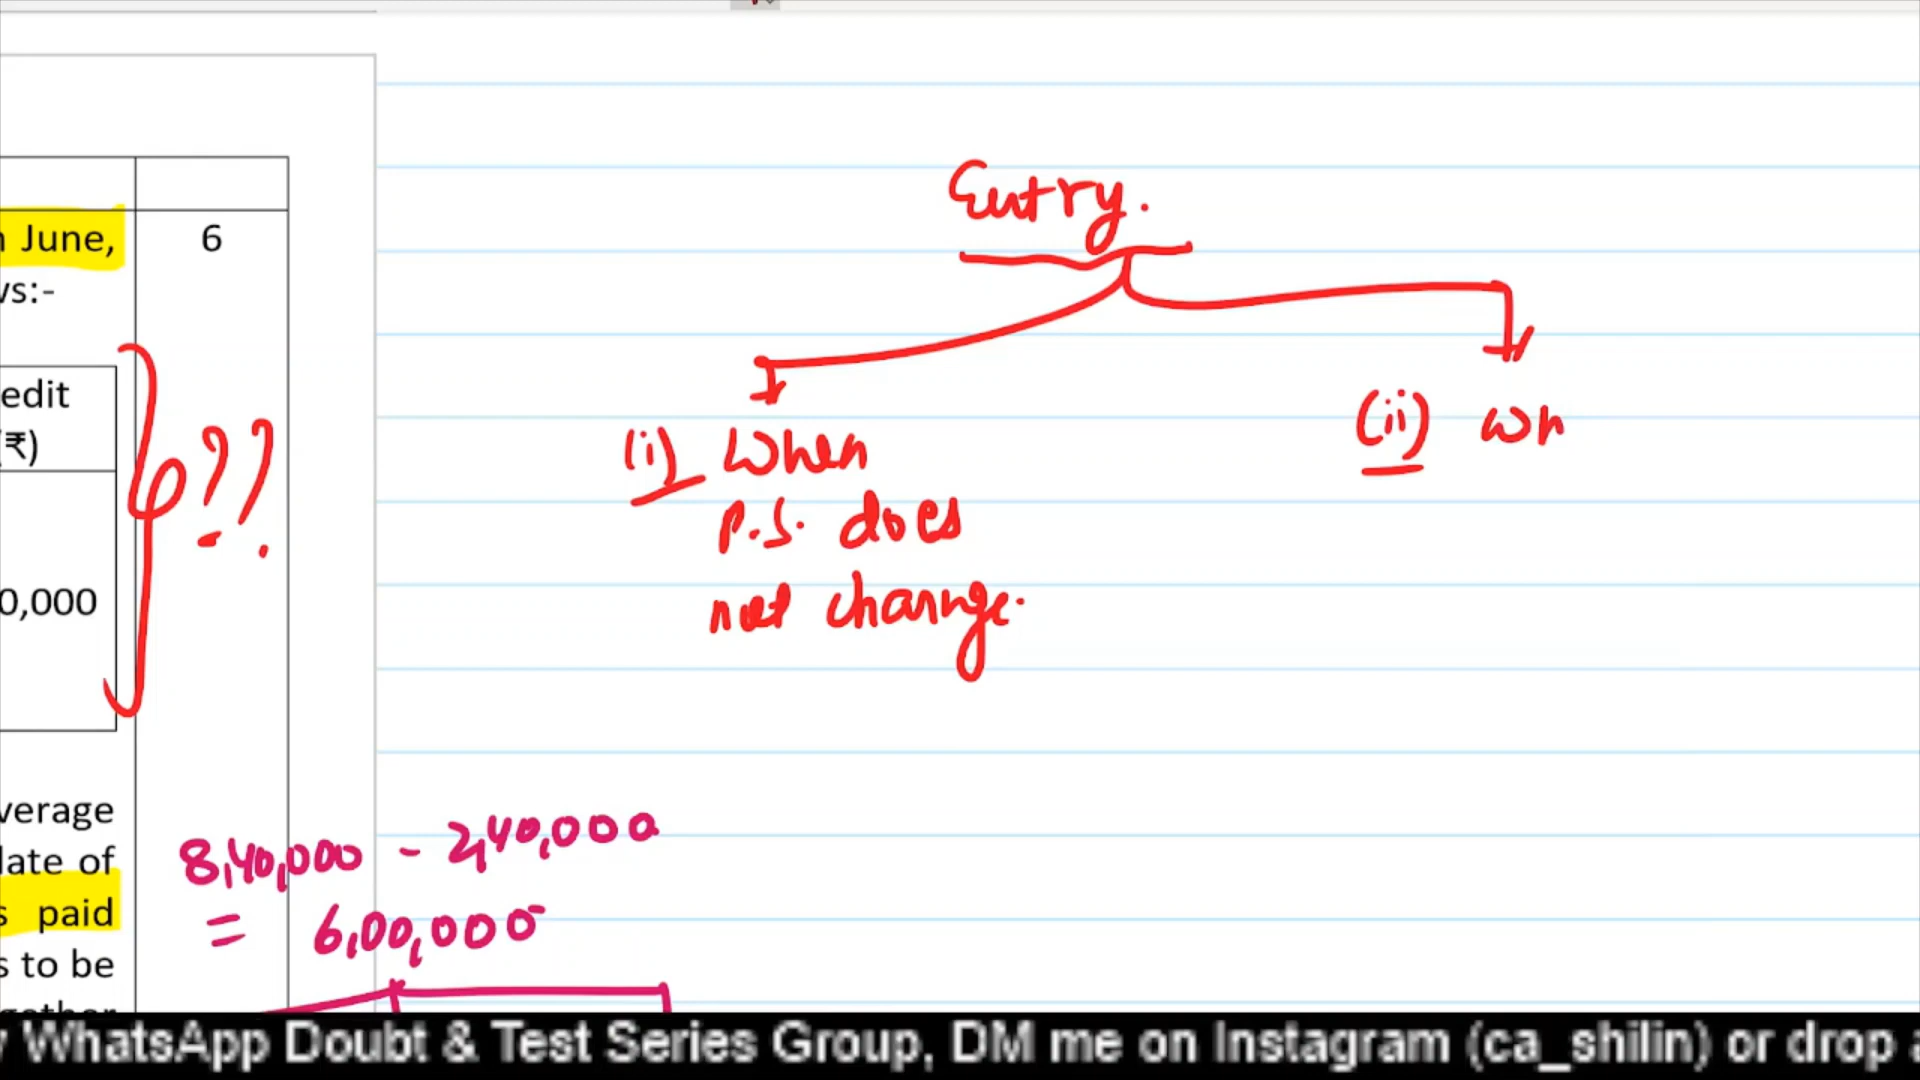 Entry.
June,
6
s:-
edit
(₹)
??
0,000
(i) When
P.S. does
not change.
(ii) wh
verage
8,40,000 - 2,40,000
late of
= 6,00,000
s paid
s to be
WhatsApp Doubt & Test Series Group, DM me on Instagram (ca_shilin) or drop a